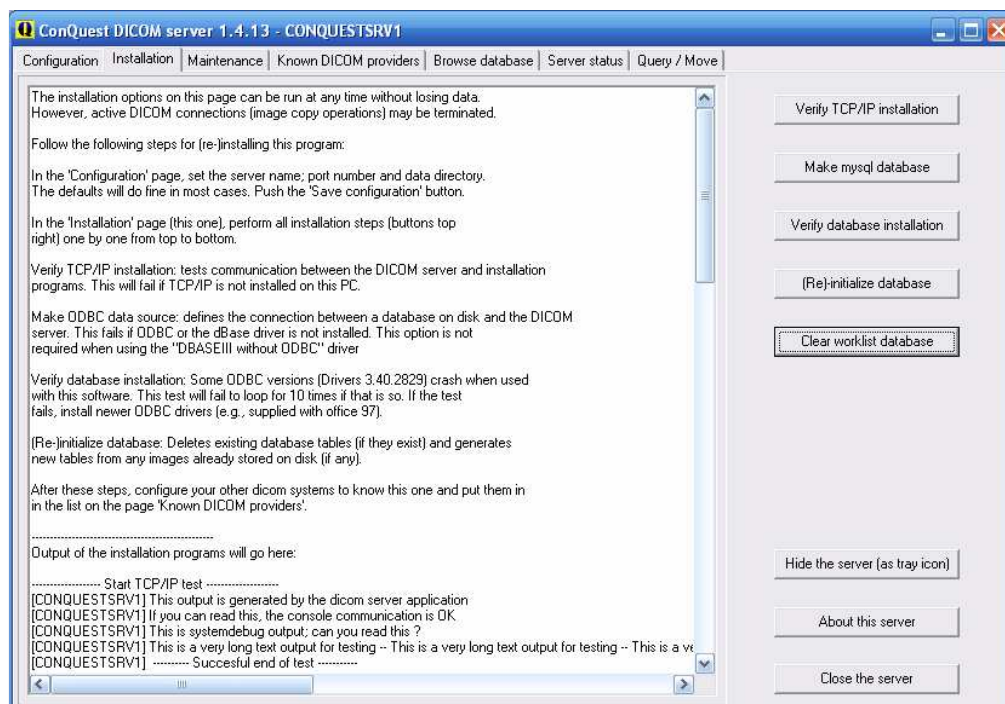 ConQuest DICOM server 1.4.13 - CONQUESTSRV1
Configuration Installation Maintenance Known DICOM providers Browse database Server status Query / Move
The installation options on this page can be run at any time without losing data.
However, active DICOM connections (image copy operations) may be terminated.
Follow the following steps for (re-)installing this program:
In the 'Configuration' page, set the server name; port number and data directory.
The defaults will do fine in most cases. Push the 'Save configuration' button.
In the 'Installation' page (this one), perform all installation steps (buttons top
right) one by one from top to bottom.
Verify TCP/IP installation: tests communication between the DICOM server and installation
programs. This will fail if TCP/IP is not installed on this PC.
Make ODBC data source: defines the connection between a database on disk and the DICOM
server. This fails if ODBC or the dBase driver is not installed. This option is not
required when using the "DBASEIII without ODBC" driver
Verify database installation: Some ODBC versions (Drivers 3.40.2829) crash when used
with this software. This test will fail to loop for 10 times if that is so. If the test
fails, install newer ODBC drivers (e.g., supplied with office 97).
(Re-)initialize database: Deletes existing database tables (if they exist) and generates
new tables from any images already stored on disk (if any).
After these steps, configure your other dicom systems to know this one and put them in
in the list on the page 'Known DICOM providers'.
------------------------------------------------
Output of the installation programs will go here:
------------------ Start TCP/IP test -------------------
[CONQUESTSRV1] This output is generated by the dicom server application
[CONQUESTSRV1] If you can read this, the console communication is OK
[CONQUESTSRV1] This is systemdebug output; can you read this ?
[CONQUESTSRV1] This is a very long text output for testing -- This is a very long text output for testing -- This is a ve
[CONQUESTSRV1] ---------- Succesful end of test -----------
Verify TCP/IP installation
Make mysql database
Verify database installation
(Re)-initialize database
Clear worklist database
Hide the server (as tray icon)
About this server
Close the server